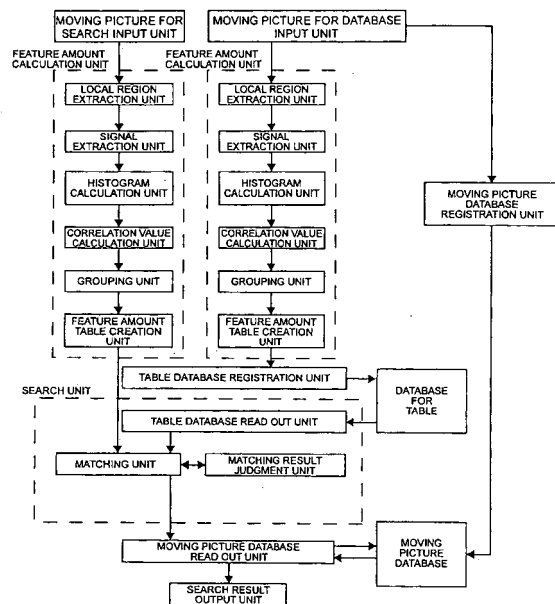 MOVING PICTURE FOR
SEARCH INPUT UNIT
MOVING PICTURE FOR DATABASE
INPUT UNIT
FEATURE AMOUNT
CALCULATION UNIT
FEATURE AMOUNT
CALCULATION UNIT
LOCAL REGION
EXTRACTION UNIT
LOCAL REGION
EXTRACTION UNIT
SIGNAL
EXTRACTION UNIT
SIGNAL
EXTRACTION UNIT
HISTOGRAM
CALCULATION UNIT
HISTOGRAM
CALCULATION UNIT
MOVING PICTURE
DATABASE
REGISTRATION UNIT
CORRELATION VALUE
CALCULATION UNIT
CORRELATION VALUE
CALCULATION UNIT
GROUPING UNIT
GROUPING UNIT
FEATURE AMOUNT
TABLE CREATION
UNIT
FEATURE AMOUNT
TABLE CREATION
UNIT
TABLE DATABASE REGISTRATION UNIT
DATABASE
FOR
TABLE
SEARCH UNIT
TABLE DATABASE READ OUT UNIT
MATCHING UNIT
MATCHING RESULT
JUDGMENT UNIT
MOVING PICTURE DATABASE
READ OUT UNIT
MOVING
PICTURE
DATABASE
SEARCH RESULT
OUTPUT UNIT